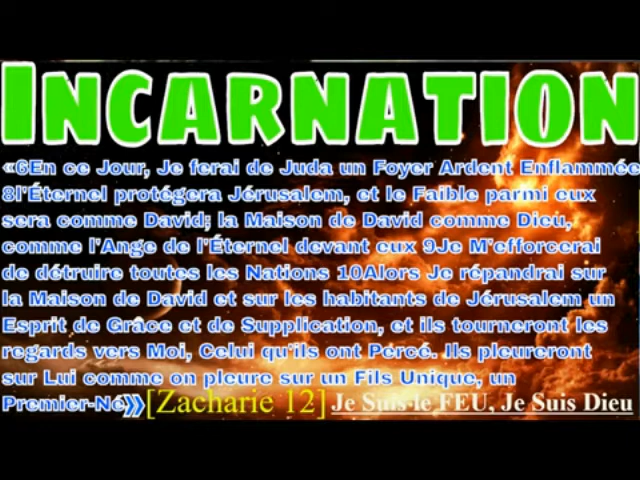 INCARNATION
«6En ce Jour, Je ferai de Juda un Foyer Ardent Enflammée
8l'Éternel protégera Jérusalem, et le Faible parmi eux
sera comme David; la Maison de David comme Dieu,
comme l'Ange de l'Éternel devant eux 9Je M'efforcerai
de détruire toutes les Nations 10Alors Je répandrai sur
la Maison de David et sur les habitants de Jérusalem un
Esprit de Grâce et de Supplication, et ils tourneront les
regards vers Moi, Celui qu'ils ont Percé. Ils pleureront
sur Lui comme on pleure sur un Fils Unique, un
Premier-Né»[Zacharie 12] Je Suis le FEU, Je Suis Dieu